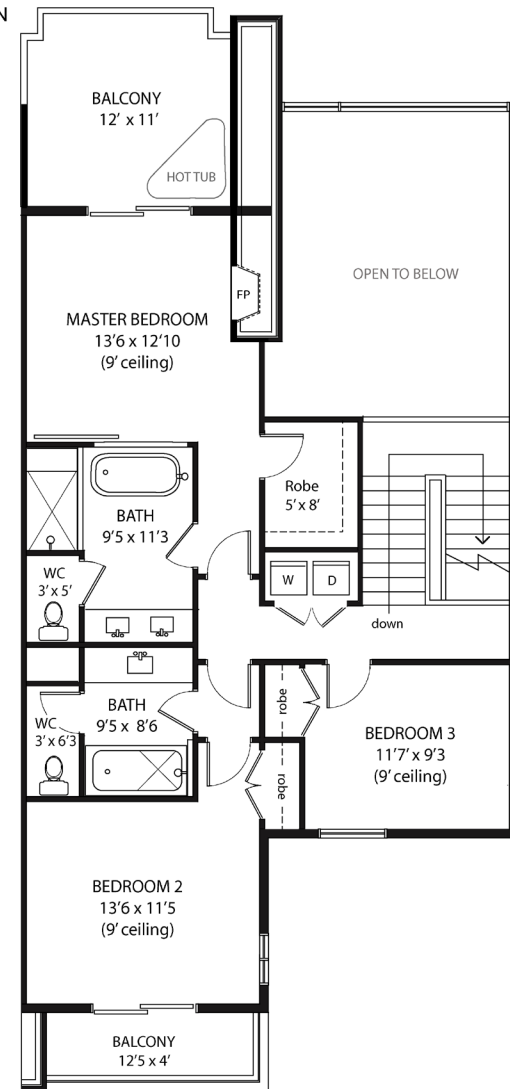 N
BALCONY
12' x 11'
HOT TUB
OPEN TO BELOW
FP
MASTER BEDROOM
13'6 x 12'10
(9' ceiling)
Robe
5' x 8'
BATH
9'5 x 11'3
WC
3' x 5'
W
D
down
BATH
9'5 x 8'6
WC
3' x 6'3
robe
robe
BEDROOM 3
11'7' x 9'3
(9' ceiling)
BEDROOM 2
13'6 x 11'5
(9' ceiling)
BALCONY
12'5 x 4'